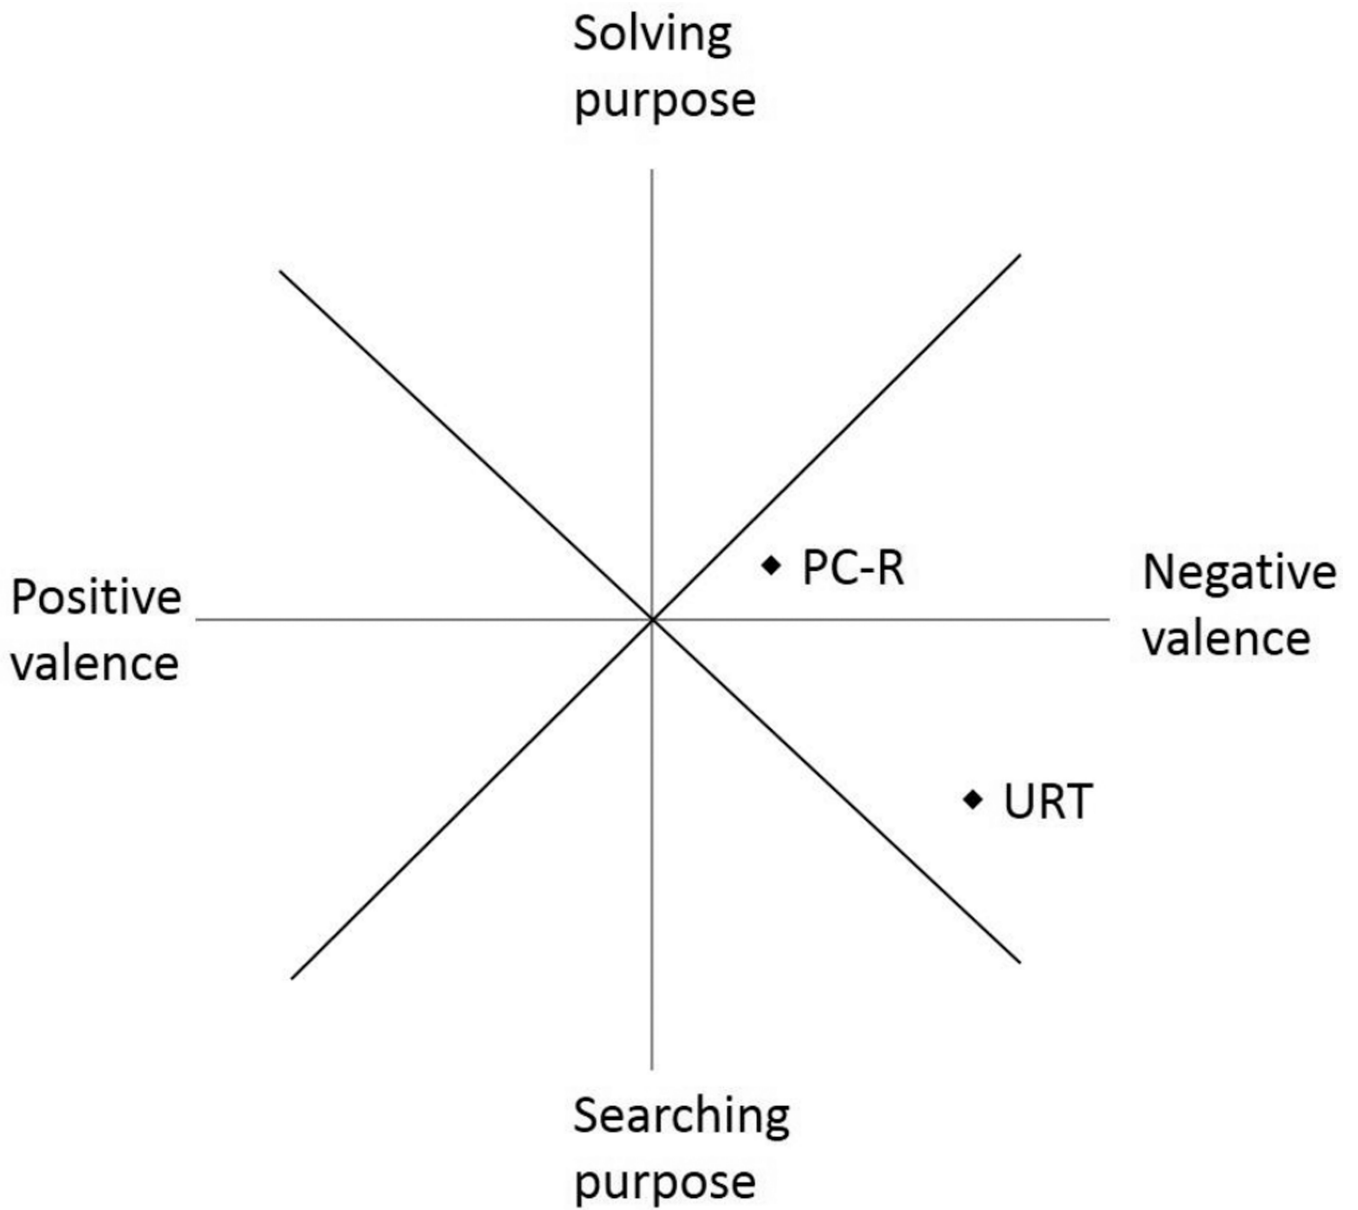 Solving
purpose
PC-R
Positive
valence
Negative
valence
URT
Searching
purpose